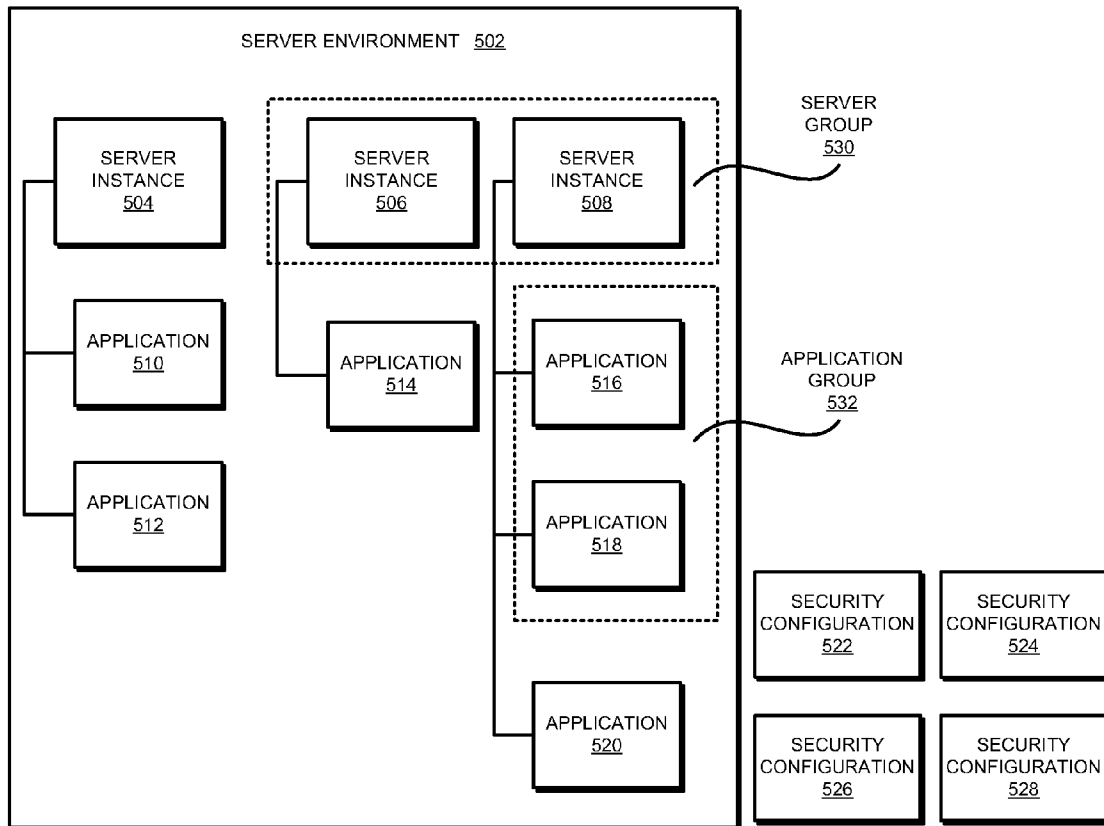 SERVER ENVIRONMENT 502
SERVER
GROUP
530
SERVER
INSTANCE
504
SERVER
INSTANCE
506
SERVER
INSTANCE
508
APPLICATION
510
APPLICATION
514
APPLICATION
516
APPLICATION
GROUP
532
APPLICATION
512
APPLICATION
518
APPLICATION
520
SECURITY
CONFIGURATION
522
SECURITY
CONFIGURATION
524
SECURITY
CONFIGURATION
526
SECURITY
CONFIGURATION
528